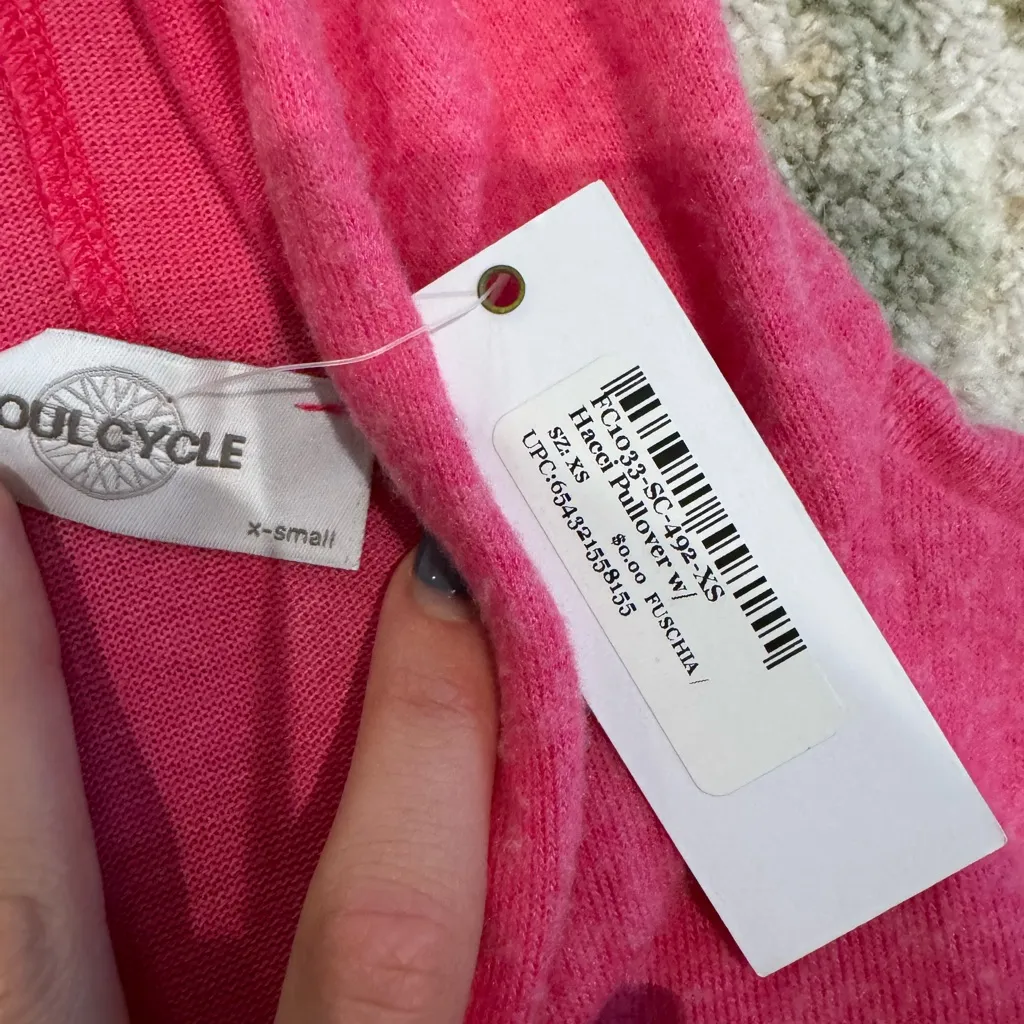 OULCYCLE
x-small
FC1033-SC-492-XS
Hacci Pullover w/
SZ: XS $0.00 FUSCHIA /
UPC:654321558155